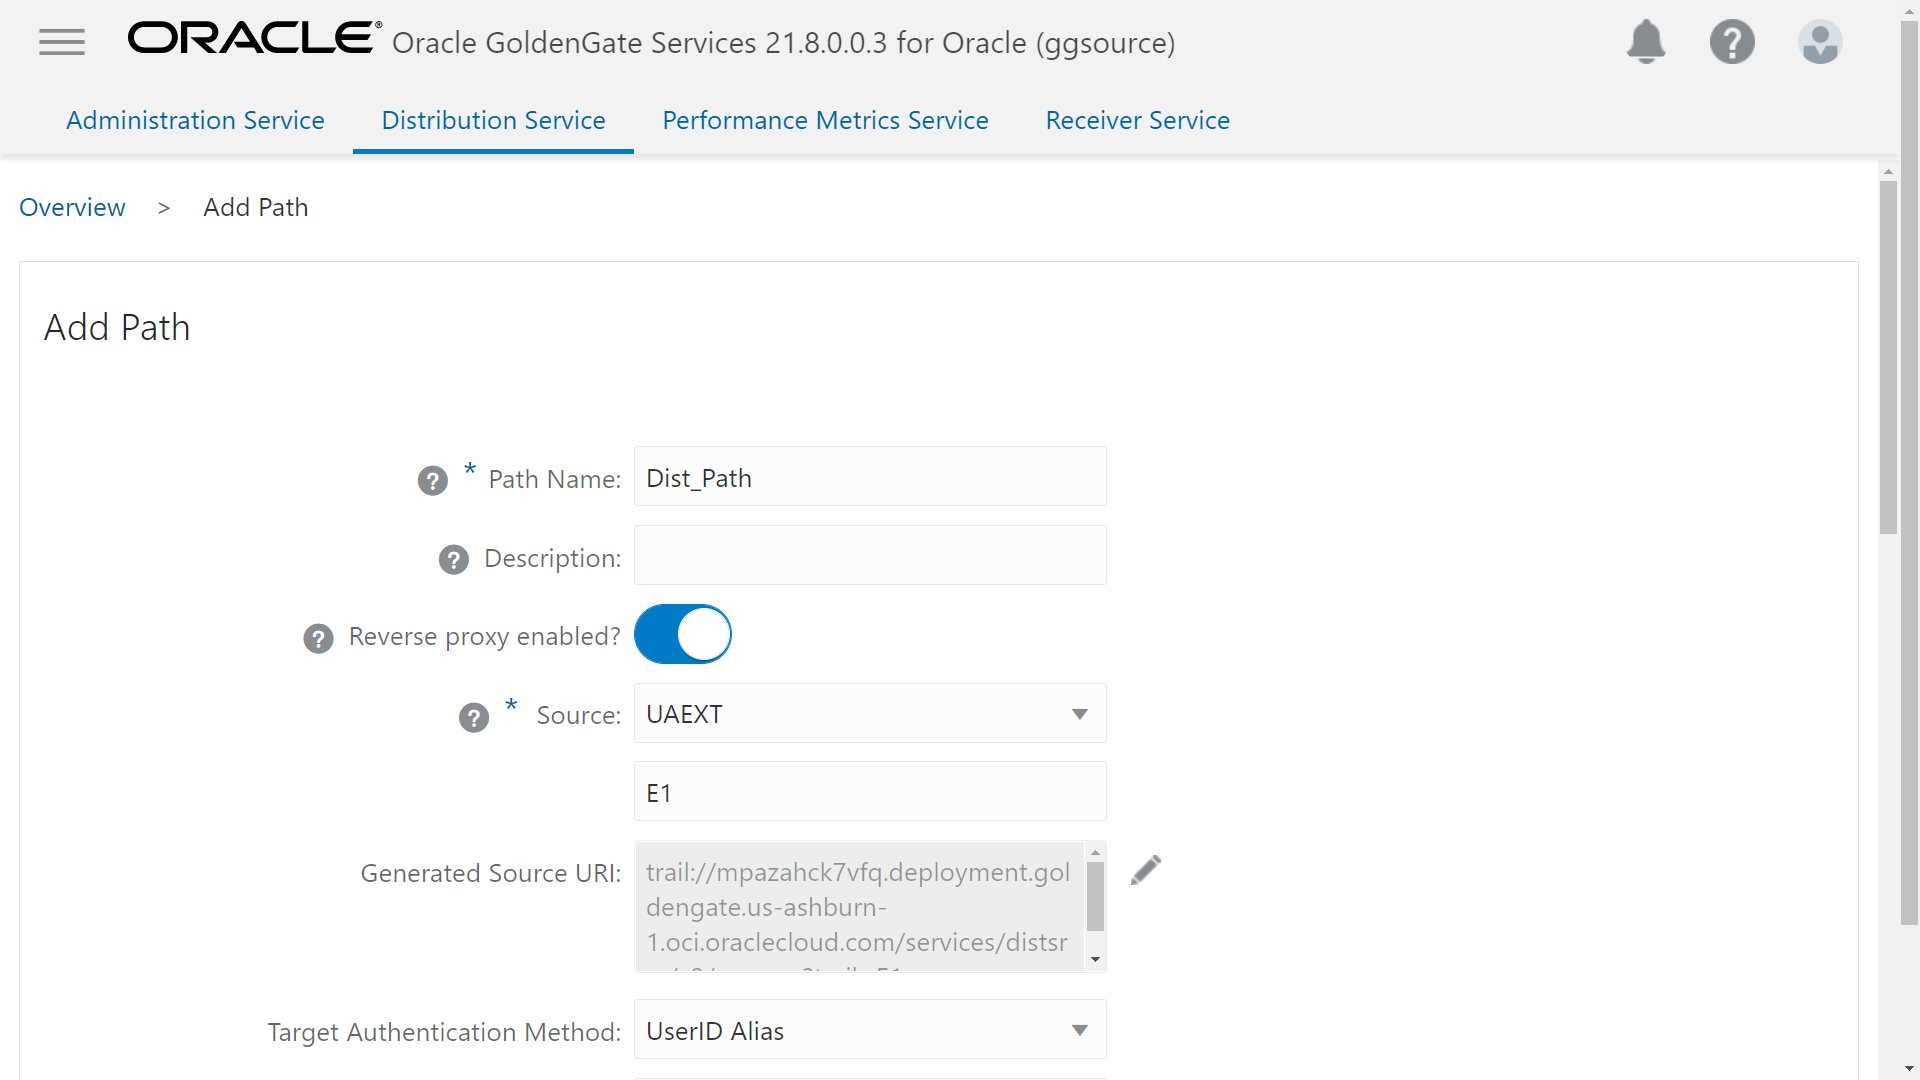 ORACLE® Oracle GoldenGate Services 21.8.0.0.3 for Oracle (ggsource)
Administration Service Distribution Service Performance Metrics Service Receiver Service
Overview > Add Path
Add Path
? * Path Name: Dist_Path
? Description:
? Reverse proxy enabled?
? * Source: UAEXT
E1
Generated Source URI: trail://mpazahck7vfq.deployment.gol
dengate.us-ashburn-
1.oci.oraclecloud.com/services/distsr
Target Authentication Method: UserID Alias